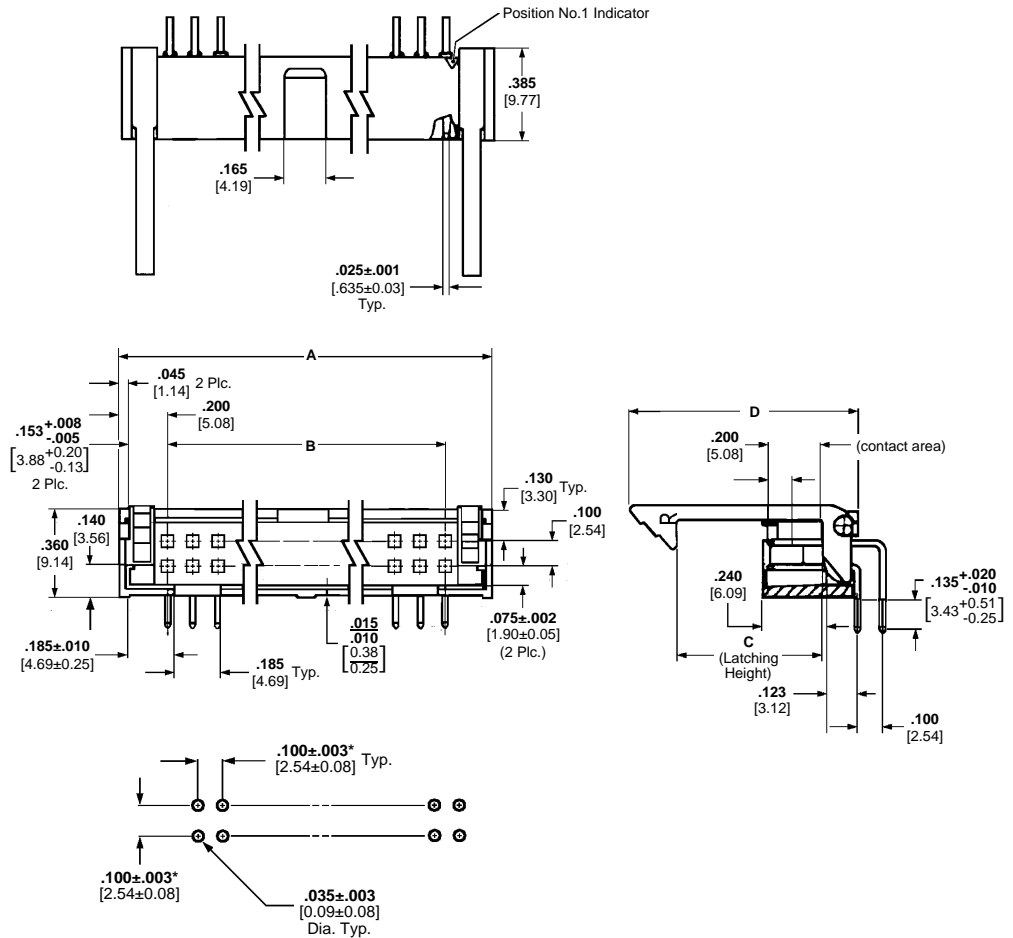 Position No.1 Indicator
.385
[9.77]
.165
[4.19]
.025±.001
[.635±0.03]
Typ.
A
.045
[1.14] 2 Plc.
.200
[5.08]
.153+.008
-.005
[3.88+0.20
-0.13]
2 Plc.
B
.130
[3.30] Typ.
.100
[2.54]
.140
[3.56]
.360
[9.14]
.185±.010
[4.69±0.25]
.185
[4.69] Typ.
.015
.010
[0.38
0.25]
.075±.002
[1.90±0.05]
(2 Plc.)
D
.200
[5.08]
(contact area)
R
.240
[6.09]
C
(Latching
Height)
.135+.020
-.010
[3.43+0.51
-0.25]
.123
[3.12]
.100
[2.54]
.100±.003*
[2.54±0.08] Typ.
.100±.003*
[2.54±0.08]
.035±.003
[0.09±0.08]
Dia. Typ.